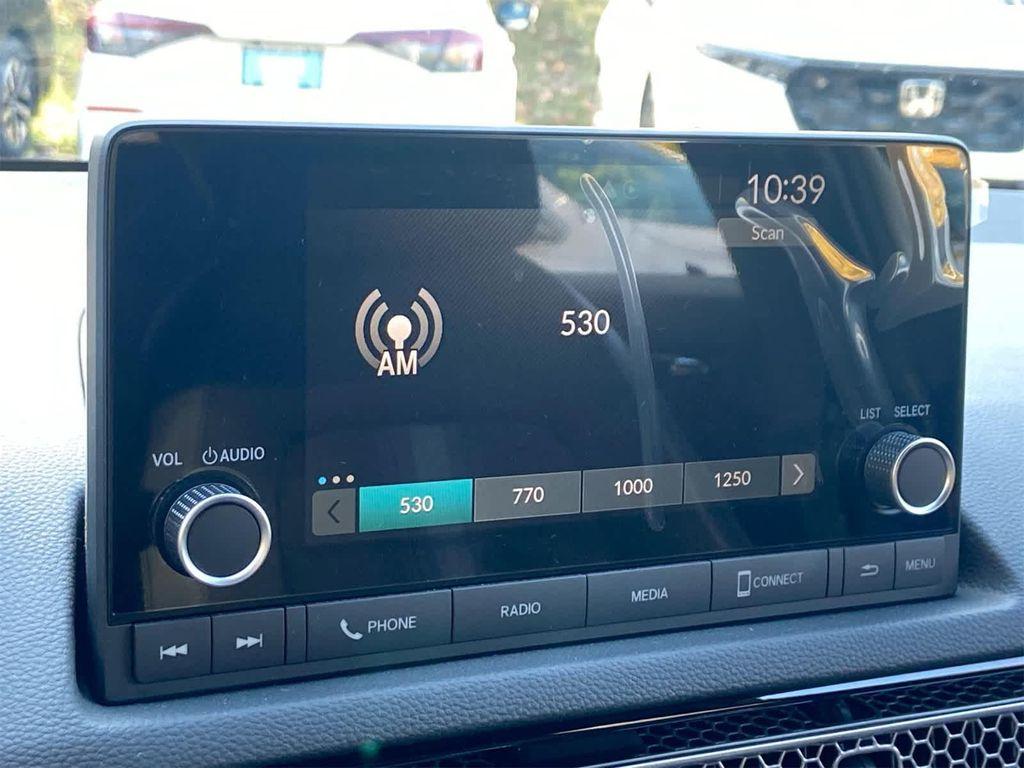 10:39
Scan
AM
530
LIST SELECT
VOL AUDIO
530 770 1000 1250
PHONE RADIO MEDIA CONNECT MENU